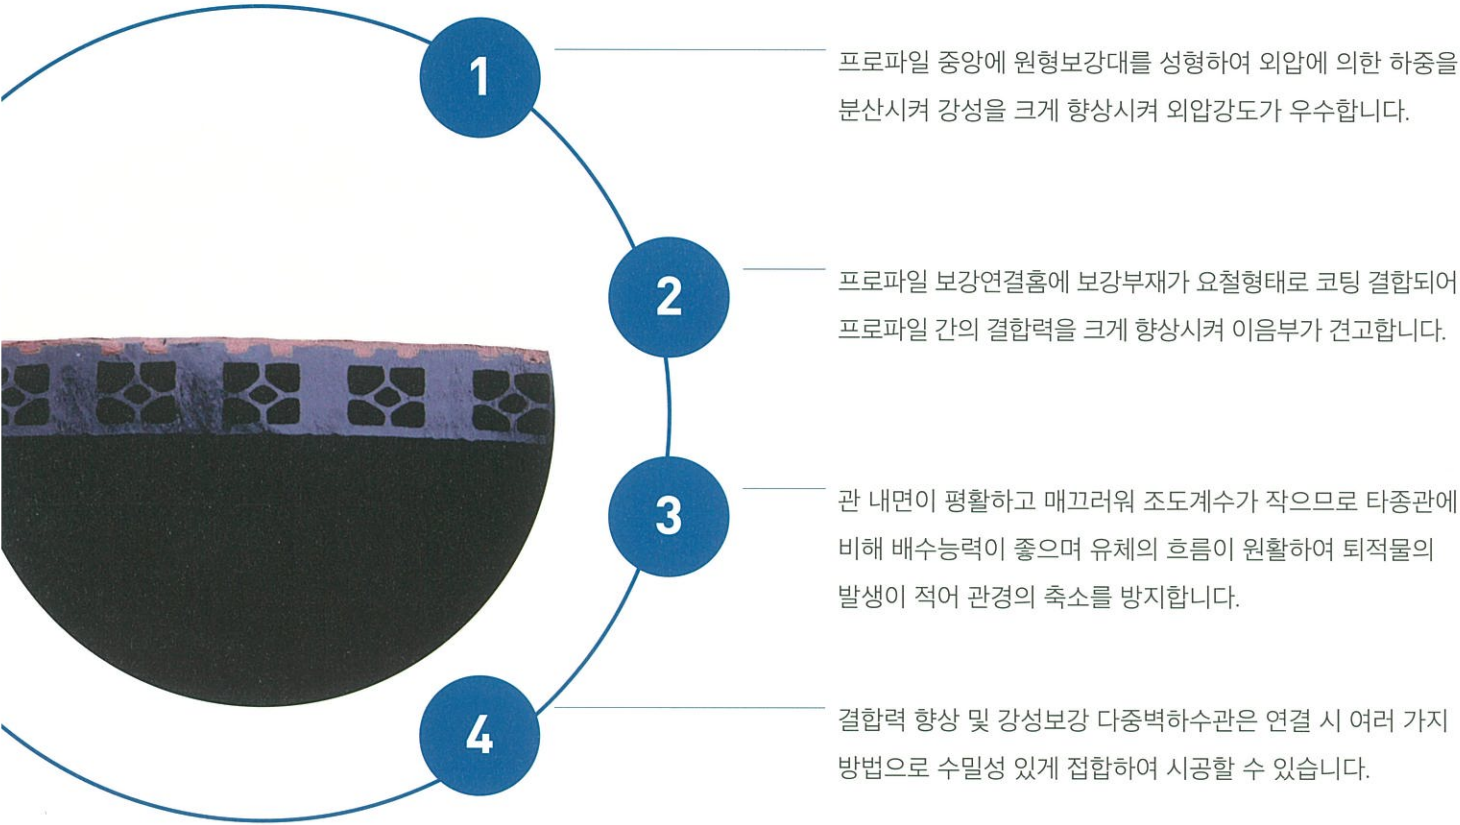 1
프로파일 중앙에 원형보강대를 성형하여 외압에 의한 하중을
분산시켜 강성을 크게 향상시켜 외압강도가 우수합니다.
2
프로파일 보강연결홈에 보강부재가 요철형태로 코팅 결합되어
프로파일 간의 결합력을 크게 향상시켜 이음부가 견고합니다.
3
관 내면이 평활하고 매끄러워 조도계수가 작으므로 타종관에
비해 배수능력이 좋으며 유체의 흐름이 원활하여 퇴적물의
발생이 적어 관경의 축소를 방지합니다.
4
결합력 향상 및 강성보강 다중벽하수관은 연결 시 여러 가지
방법으로 수밀성 있게 접합하여 시공할 수 있습니다.